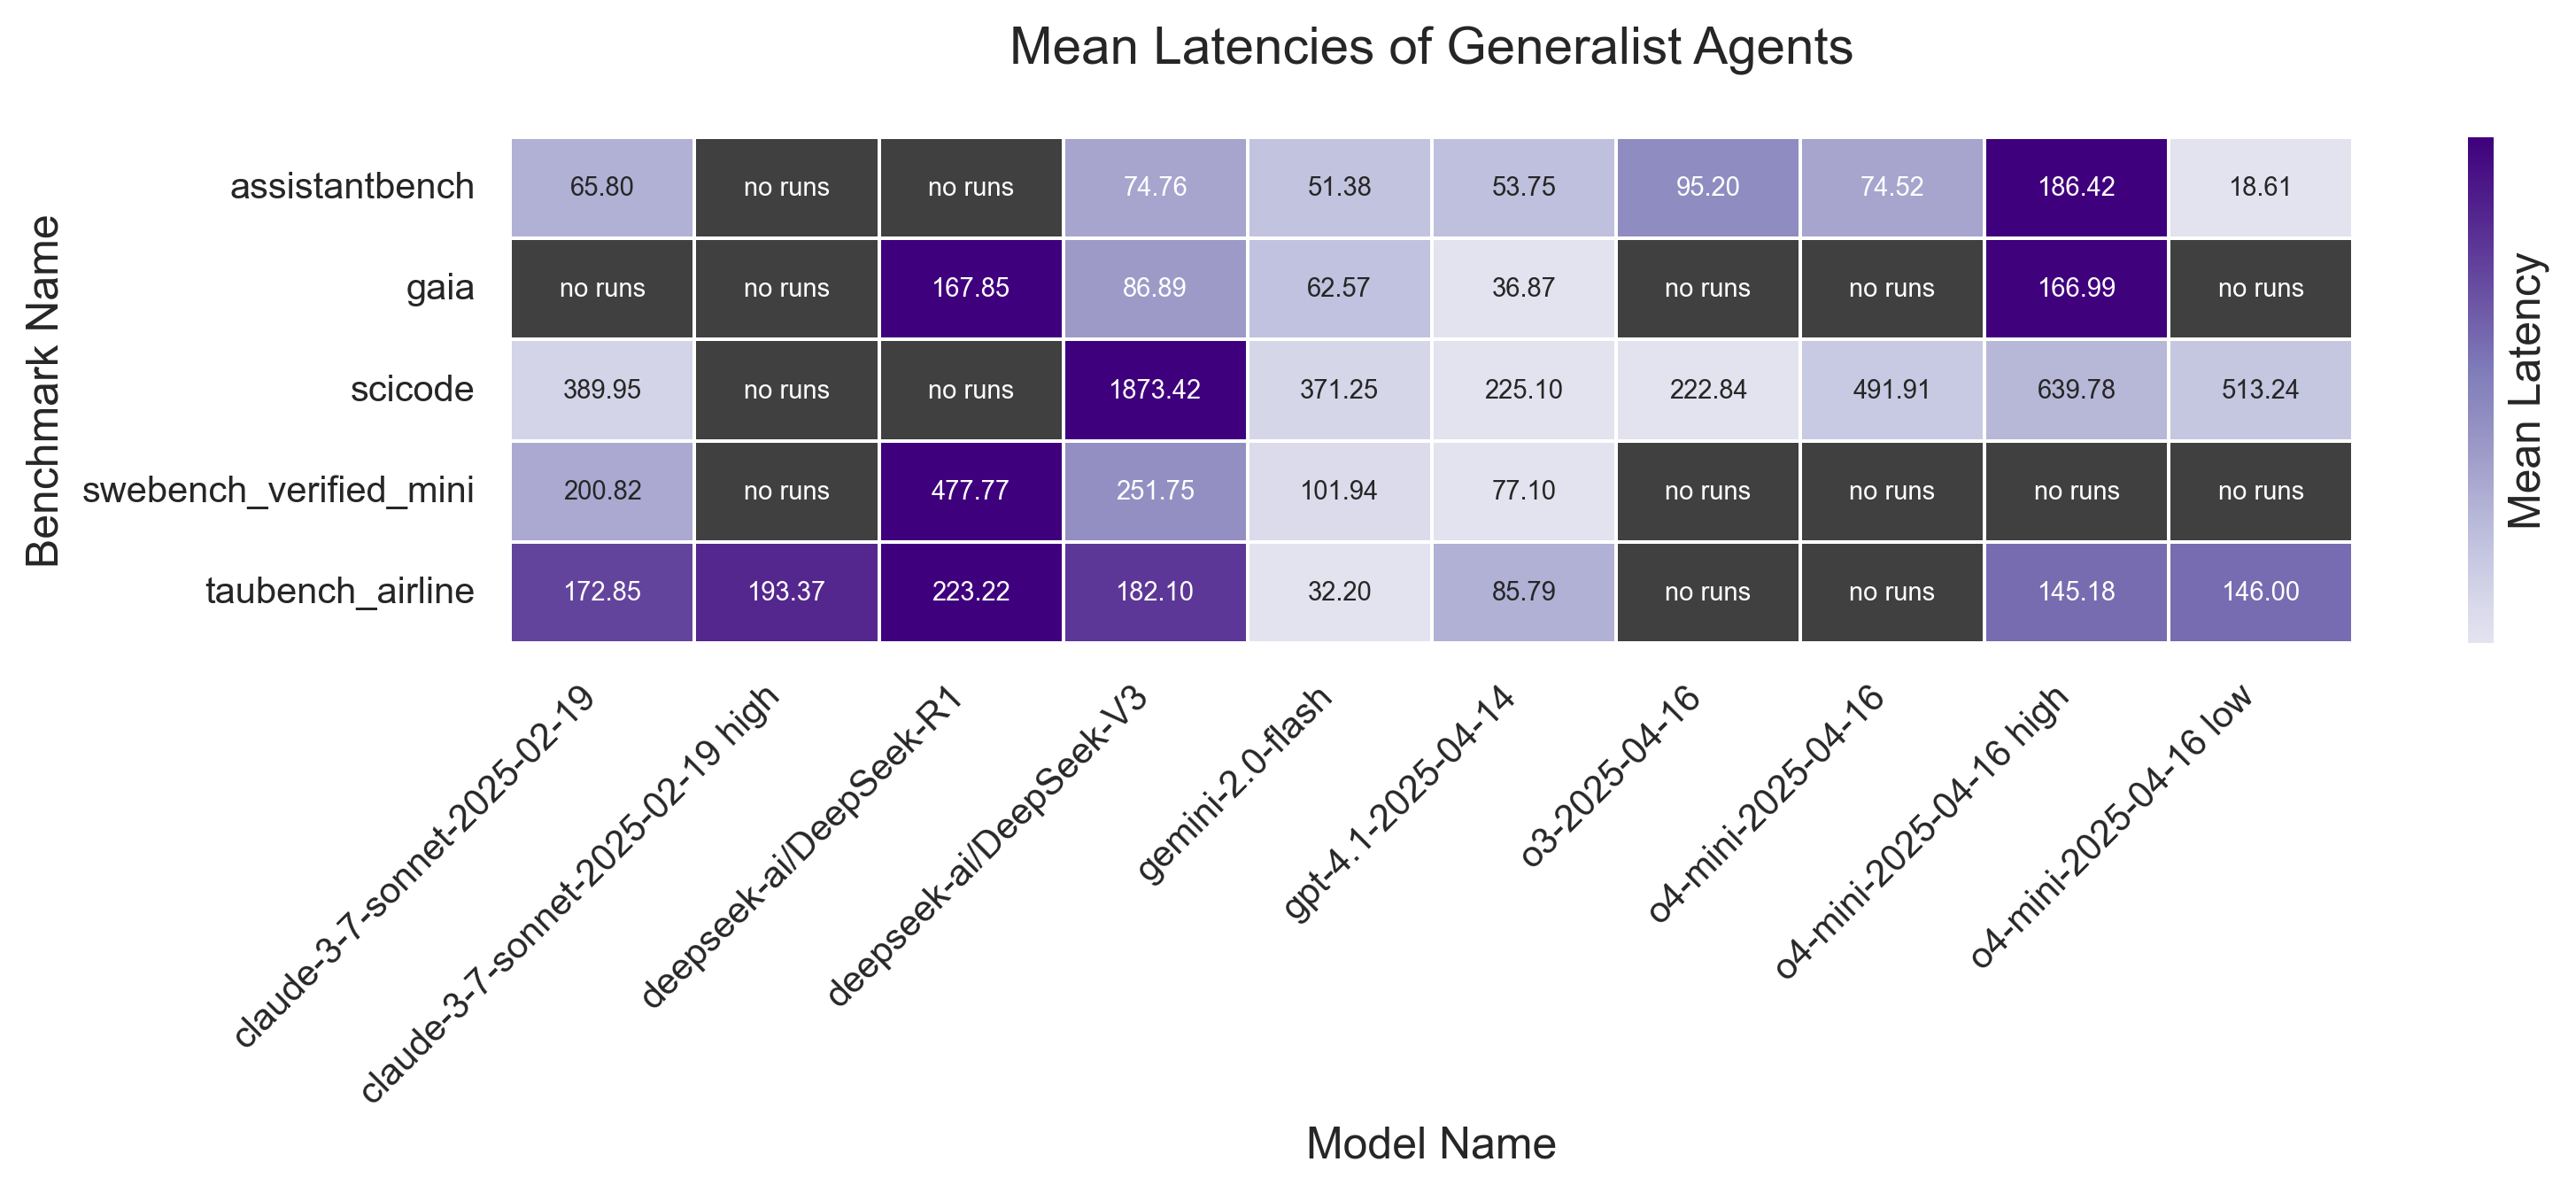 Mean Latencies of Generalist Agents
Benchmark Name
assistantbench 65.80 no runs no runs 74.76 51.38 53.75 95.20 74.52 186.42 18.61
gaia no runs no runs 167.85 86.89 62.57 36.87 no runs no runs 166.99 no runs
scicode 389.95 no runs no runs 1873.42 371.25 225.10 222.84 491.91 639.78 513.24
swebench_verified_mini 200.82 no runs 477.77 251.75 101.94 77.10 no runs no runs no runs no runs
taubench_airline 172.85 193.37 223.22 182.10 32.20 85.79 no runs no runs 145.18 146.00
Mean Latency
claude-3-7-sonnet-2025-02-19
claude-3-7-sonnet-2025-02-19 high
deepseek-ai/DeepSeek-R1
deepseek-ai/DeepSeek-V3
gemini-2.0-flash
gpt-4.1-2025-04-14
o3-2025-04-16
o4-mini-2025-04-16
o4-mini-2025-04-16 high
o4-mini-2025-04-16 low
Model Name